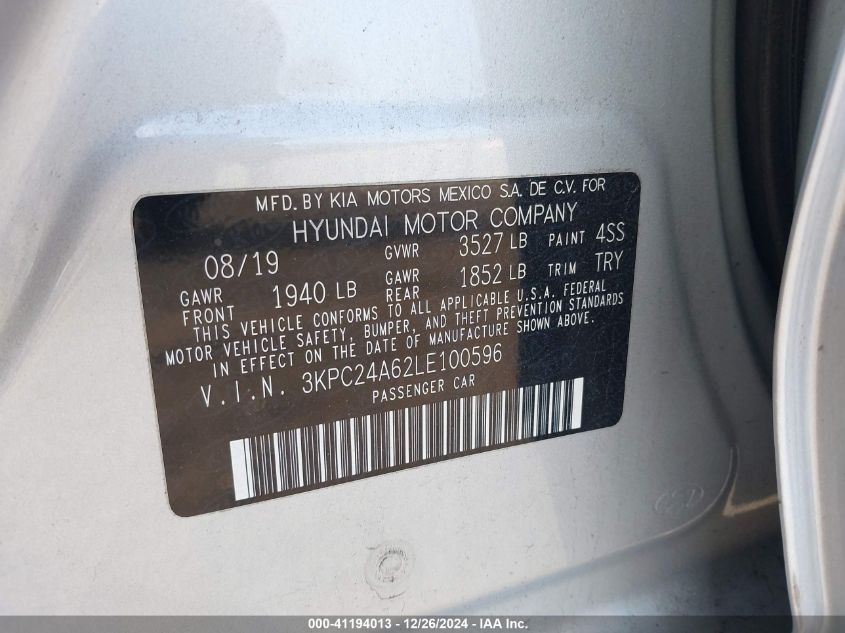 MFD. BY KIA MOTORS MEXICO S.A. DE C.V. FOR
HYUNDAI MOTOR COMPANY
08/19 GVWR 3527 LB PAINT 4SS
GAWR FRONT 1940 LB GAWR REAR 1852 LB TRIM TRY
THIS VEHICLE CONFORMS TO ALL APPLICABLE U.S.A. FEDERAL
MOTOR VEHICLE SAFETY, BUMPER, AND THEFT PREVENTION STANDARDS
IN EFFECT ON THE DATE OF MANUFACTURE SHOWN ABOVE.
V.I.N. 3KPC24A62LE100596
PASSENGER CAR
000-41194013 - 12/26/2024 - IAA Inc.